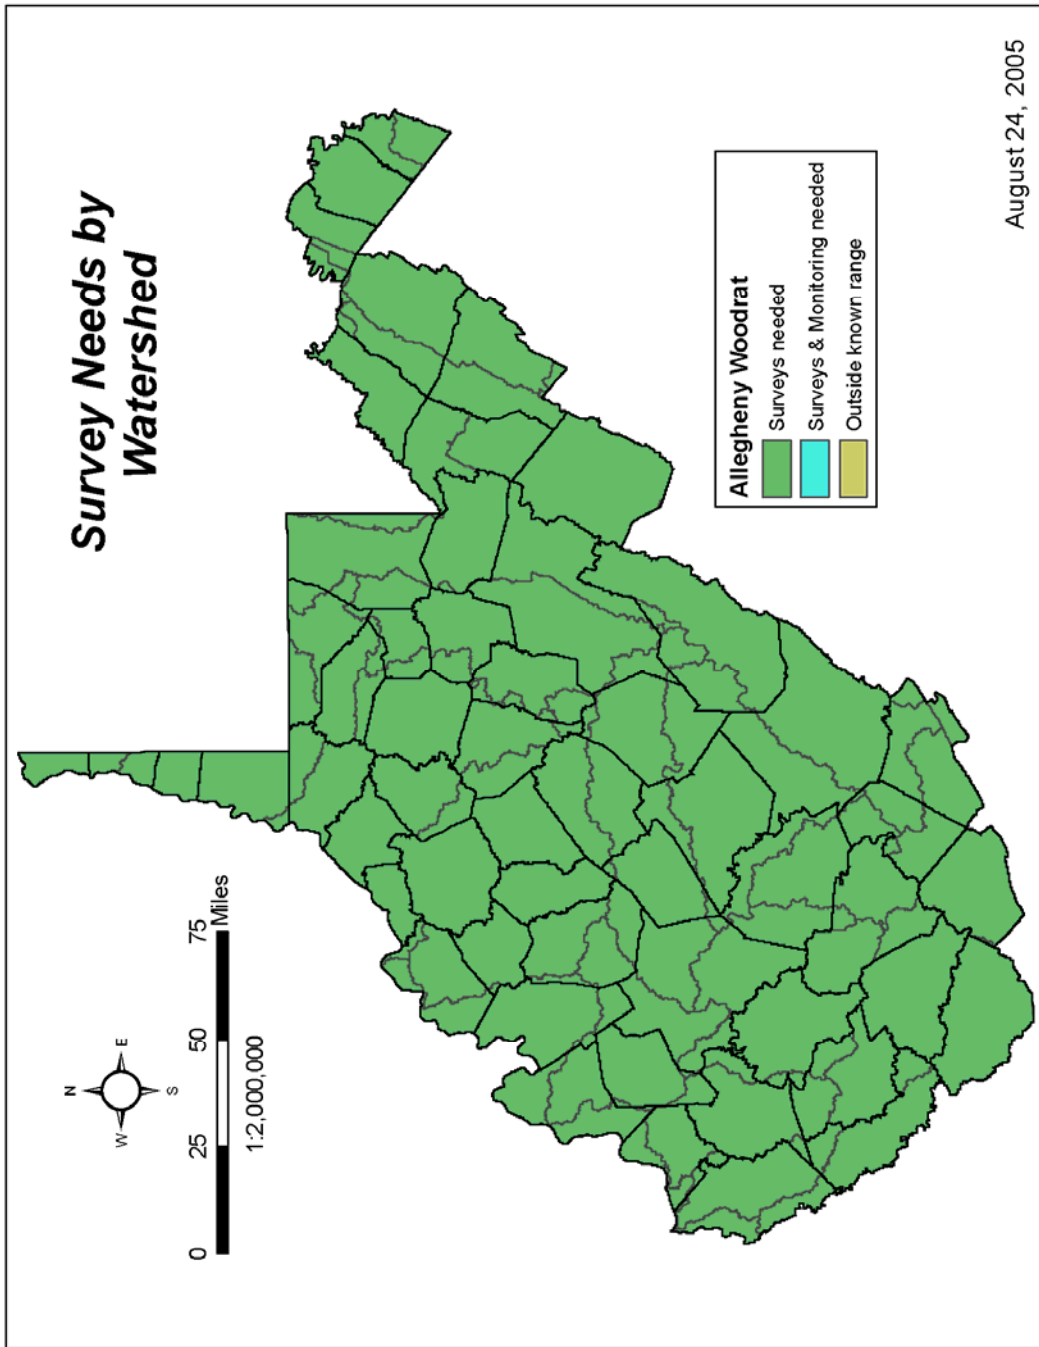 Survey Needs by
Watershed
N
W
E
S
0
25
50
75
Miles
1:2,000,000
Allegheny Woodrat
Surveys needed
Surveys & Monitoring needed
Outside known range
August 24, 2005